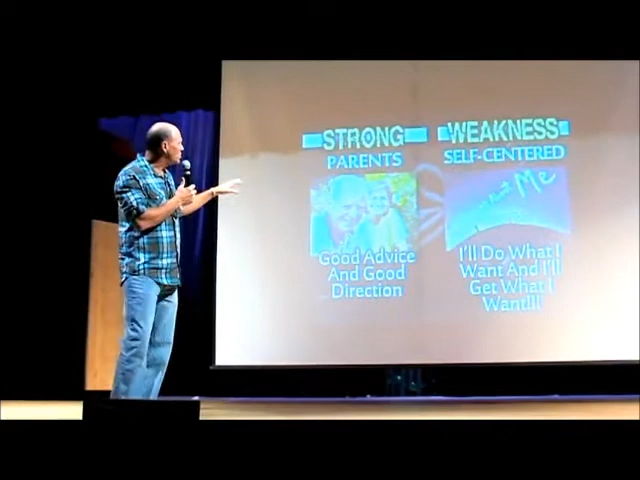 STRONG
PARENTS
Good Advice
And Good
Direction
WEAKNESS
SELF-CENTERED
Me
I'll Do What I
Want And I'll
Get What I
Want!!!